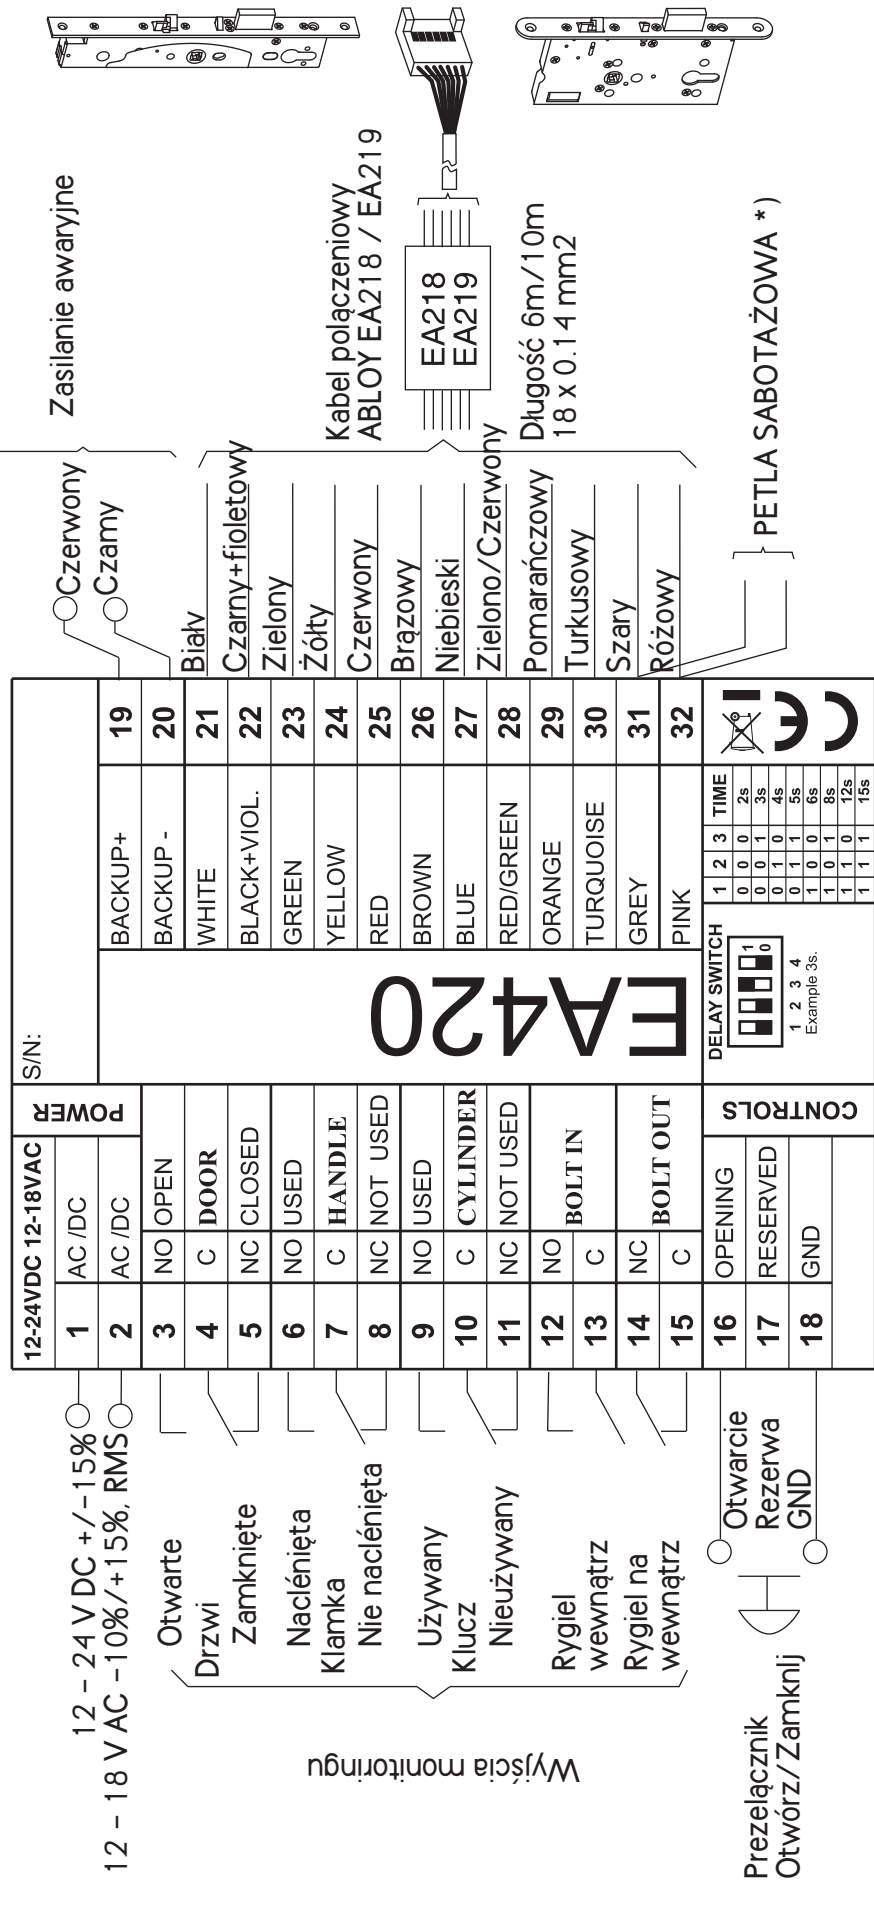 Wyjścia monitoringu
12 – 24 V DC +/–15%
12 – 18 V AC –10%/+15%, RMS
Otwarte
Drzwi
Zamknięte
Naclénięta
Klamka
Nie naclénięta
Używany
Klucz
Nieużywany
Rygiel
wewnątrz
Rygiel na
wewnątrz
Otwarcie
Rezerwa
GND
Prezelącznik
Otwórz/Zamknij
12-24VDC 12-18VAC
POWER
S/N:
1 AC /DC
2 AC /DC
3 NO OPEN
4 C DOOR
5 NC CLOSED
6 NO USED
7 C HANDLE
8 NC NOT USED
9 NO USED
10 C CYLINDER
11 NC NOT USED
12 NO
BOLT IN
13 C
14 NC
BOLT OUT
15 C
16 OPENING
17 RESERVED
18 GND
CONTROLS
EA420
DELAY SWITCH
1
0
1 2 3 4
Example 3s.
1 2 3 TIME
0 0 0 2s
0 0 1 3s
0 1 0 4s
0 1 1 5s
1 0 0 6s
1 0 1 8s
1 1 0 12s
1 1 1 15s
CE
BACKUP+ 19
BACKUP - 20
WHITE 21
BLACK+VIOL. 22
GREEN 23
YELLOW 24
RED 25
BROWN 26
BLUE 27
RED/GREEN 28
ORANGE 29
TURQUOISE 30
GREY 31
PINK 32
Czerwony
Czarny
Biały
Czarny+fioletowy
Zielony
Żółty
Czerwony
Brązowy
Niebieski
Zielono/Czerwony
Pomarańczowy
Turkusowy
Szary
Różowy
Zasilanie awaryjne
Kabel polączeniowy
ABLOY EA218 / EA219
EA218
EA219
Długość 6m/10m
18 x 0.14 mm2
PETLA SABOTAŻOWA *)